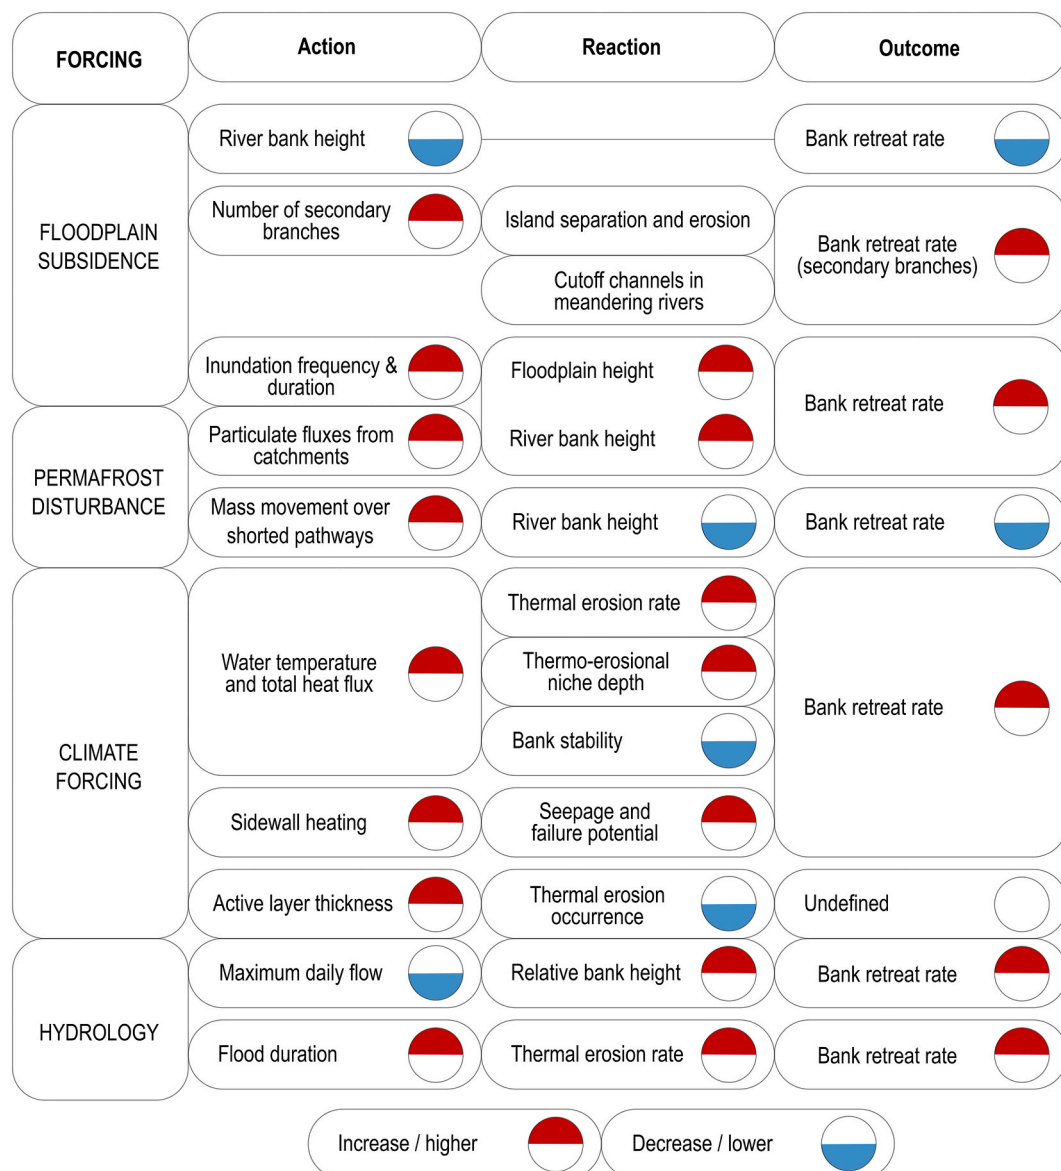 FORCING
Action
Reaction
Outcome
FLOODPLAIN
SUBSIDENCE
River bank height
Bank retreat rate
Number of secondary
branches
Island separation and erosion
Cutoff channels in
meandering rivers
Bank retreat rate
(secondary branches)
Inundation frequency &
duration
Floodplain height
River bank height
Bank retreat rate
PERMAFROST
DISTURBANCE
Particulate fluxes from
catchments
Mass movement over
shorted pathways
River bank height
Bank retreat rate
CLIMATE
FORCING
Water temperature
and total heat flux
Thermal erosion rate
Thermo-erosional
niche depth
Bank stability
Bank retreat rate
Sidewall heating
Seepage and
failure potential
Active layer thickness
Thermal erosion
occurrence
Undefined
HYDROLOGY
Maximum daily flow
Relative bank height
Bank retreat rate
Flood duration
Thermal erosion rate
Bank retreat rate
Increase / higher
Decrease / lower